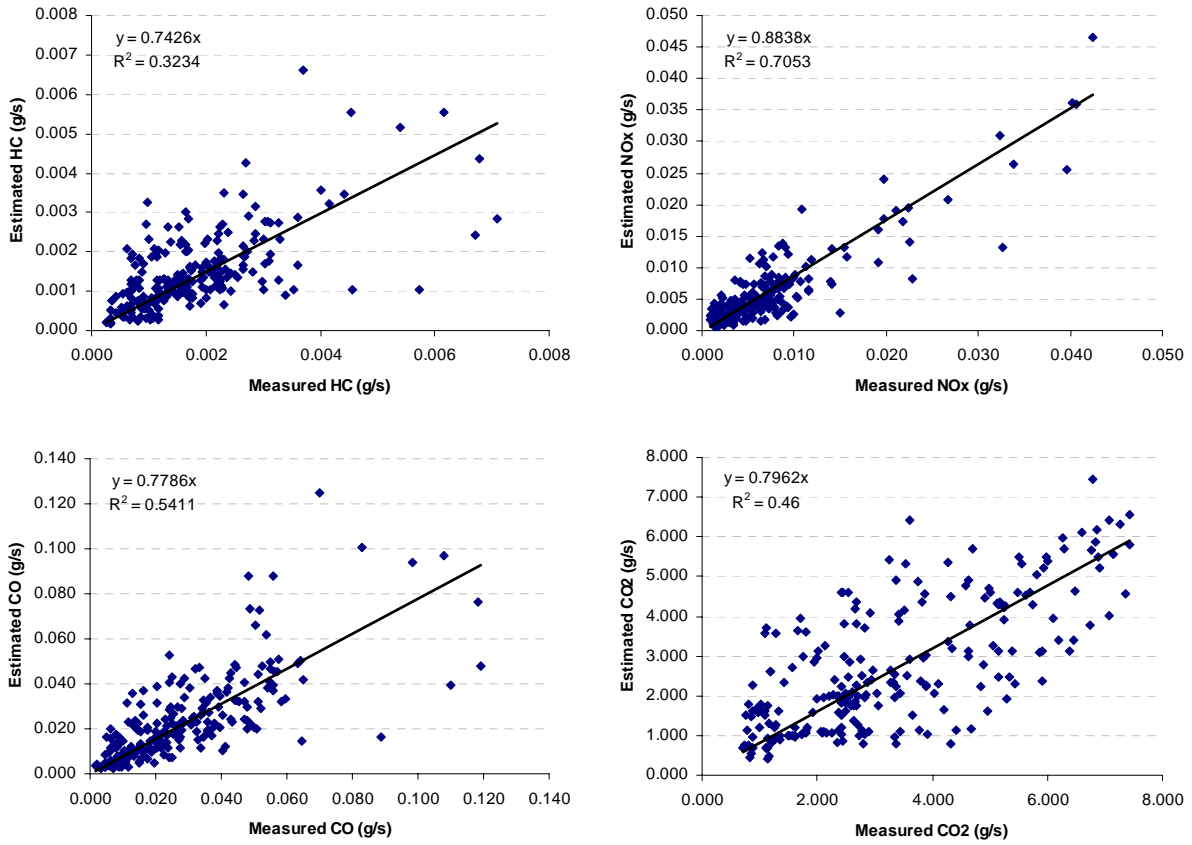 y = 0.7426x
R² = 0.3234
0.008
0.007
0.006
0.005
0.004
0.003
0.002
0.001
0.000
Estimated HC (g/s)
0.000 0.002 0.004 0.006 0.008
Measured HC (g/s)
y = 0.8838x
R² = 0.7053
0.050
0.045
0.040
0.035
0.030
0.025
0.020
0.015
0.010
0.005
0.000
Estimated NOx (g/s)
0.000 0.010 0.020 0.030 0.040 0.050
Measured NOx (g/s)
y = 0.7786x
R² = 0.5411
0.140
0.120
0.100
0.080
0.060
0.040
0.020
0.000
Estimated CO (g/s)
0.000 0.020 0.040 0.060 0.080 0.100 0.120 0.140
Measured CO (g/s)
y = 0.7962x
R² = 0.46
8.000
7.000
6.000
5.000
4.000
3.000
2.000
1.000
0.000
Estimated CO2 (g/s)
0.000 2.000 4.000 6.000 8.000
Measured CO2 (g/s)